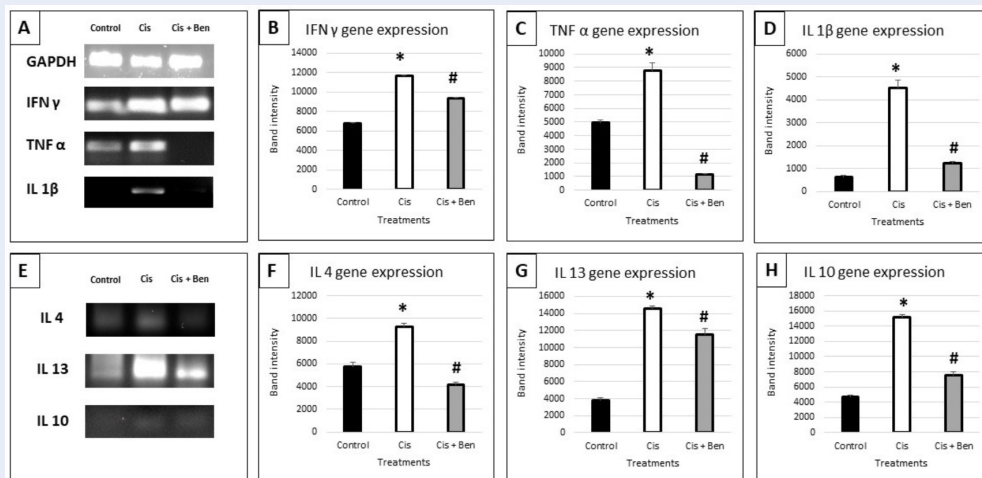 A
Control Cis Cis + Ben
GAPDH
IFN γ
TNF α
IL 1β
B
IFN γ gene expression
*
#
14000
12000
10000
8000
6000
4000
2000
0
Band intensity
Control Cis Cis + Ben
Treatments
C
TNF α gene expression
*
#
10000
9000
8000
7000
6000
5000
4000
3000
2000
1000
0
Band intensity
Control Cis Cis + Ben
Treatments
D
IL 1β gene expression
*
#
6000
5000
4000
3000
2000
1000
0
Band intensity
Control Cis Cis + Ben
Treatments
E
Control Cis Cis + Ben
IL 4
IL 13
IL 10
F
IL 4 gene expression
*
#
12000
10000
8000
6000
4000
2000
0
Band intensity
Control Cis Cis + Ben
Treatments
G
IL 13 gene expression
*
#
16000
14000
12000
10000
8000
6000
4000
2000
0
Band intensity
Control Cis Cis + Ben
Treatments
H
IL 10 gene expression
*
#
18000
16000
14000
12000
10000
8000
6000
4000
2000
0
Band intensity
Control Cis Cis + Ben
Treatments